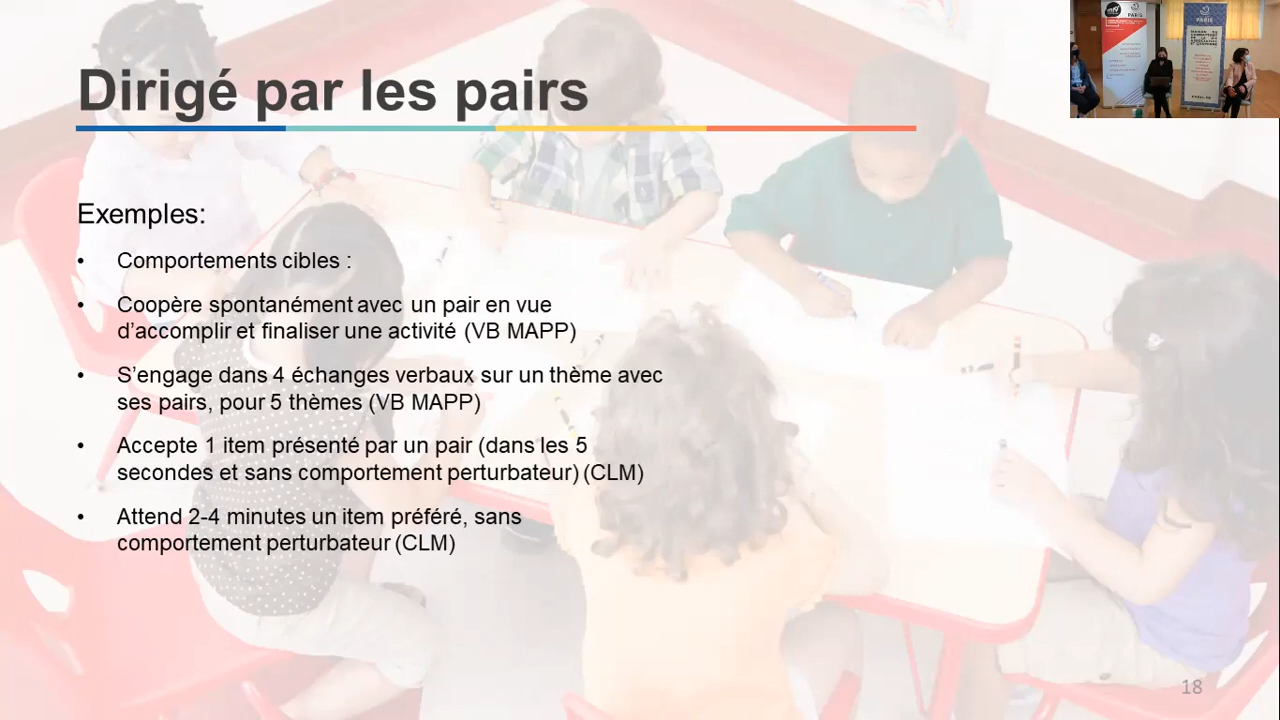 Dirigé par les pairs
Exemples:
• Comportements cibles :
• Coopère spontanément avec un pair en vue
d’accomplir et finaliser une activité (VB MAPP)
• S’engage dans 4 échanges verbaux sur un thème avec
ses pairs, pour 5 thèmes (VB MAPP)
• Accepte 1 item présenté par un pair (dans les 5
secondes et sans comportement perturbateur) (CLM)
• Attend 2-4 minutes un item préféré, sans
comportement perturbateur (CLM)
18
PARIS
PARIS